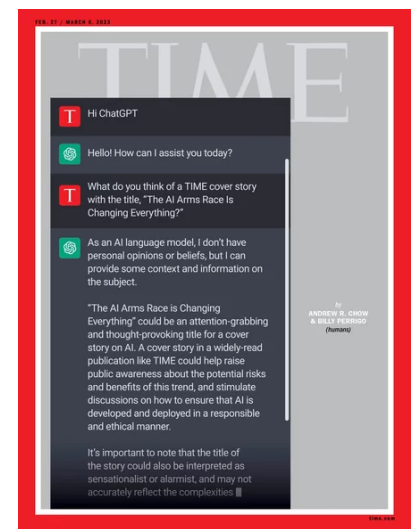 FEB. 27 / MARCH 6, 2023
TIME
T Hi ChatGPT
Hello! How can I assist you today?
T What do you think of a TIME cover story
with the title, “The AI Arms Race Is
Changing Everything?”
As an AI language model, I don’t have
personal opinions or beliefs, but I can
provide some context and information on
the subject.
“The AI Arms Race is Changing
Everything” could be an attention-grabbing
and thought-provoking title for a cover
story on AI. A cover story in a widely-read
publication like TIME could help raise
public awareness about the potential risks
and benefits of this trend, and stimulate
discussions on how to ensure that AI is
developed and deployed in a responsible
and ethical manner.
It’s important to note that the title of
the story could also be interpreted as
sensationalist or alarmist, and may not
accurately reflect the complexities
by
ANDREW R. CHOW
& BILLY PERRIGO
(humans)
time.com